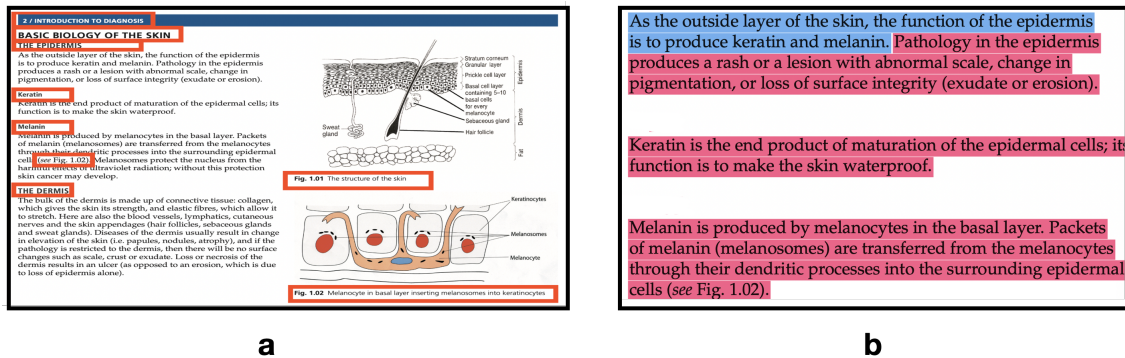 2 / INTRODUCTION TO DIAGNOSIS
BASIC BIOLOGY OF THE SKIN
THE EPIDERMIS
As the outside layer of the skin, the function of the epidermis
is to produce keratin and melanin. Pathology in the epidermis
produces a rash or a lesion with abnormal scale, change in
pigmentation, or loss of surface integrity (exudate or erosion).
Keratin
Keratin is the end product of maturation of the epidermal cells; its
function is to make the skin waterproof.
Melanin
Melanin is produced by melanocytes in the basal layer. Packets
of melanin (melanosomes) are transferred from the melanocytes
through their dendritic processes into the surrounding epidermal
cells (see Fig. 1.02). Melanosomes protect the nucleus from the
harmful effects of ultraviolet radiation; without this protection
skin cancer may develop.
THE DERMIS
The bulk of the dermis is made up of connective tissue: collagen,
which gives the skin its strength, and elastic fibres, which allow it
to stretch. Here are also the blood vessels, lymphatics, cutaneous
nerves and the skin appendages (hair follicles, sebaceous glands
and sweat glands). Diseases of the dermis usually result in change
in elevation of the skin (i.e. papules, nodules, atrophy), and if the
pathology is restricted to the dermis, then there will be no surface
changes such as scale, crust or exudate. Loss or necrosis of the
dermis results in an ulcer (as opposed to an erosion, which is due
to loss of epidermis alone).
Stratum corneum
Granular layer
Prickle cell layer
Basal cell layer
containing 5–10
basal cells
for every
melanocyte
Sebaceous gland
Hair follicle
Sweat
gland
Epidermis
Dermis
Fat
Fig. 1.01 The structure of the skin
Keratinocytes
Melanosomes
Melanocyte
Fig. 1.02 Melanocyte in basal layer inserting melanosomes into keratinocytes
a
As the outside layer of the skin, the function of the epidermis
is to produce keratin and melanin. Pathology in the epidermis
produces a rash or a lesion with abnormal scale, change in
pigmentation, or loss of surface integrity (exudate or erosion).
Keratin is the end product of maturation of the epidermal cells; its
function is to make the skin waterproof.
Melanin is produced by melanocytes in the basal layer. Packets
of melanin (melanosomes) are transferred from the melanocytes
through their dendritic processes into the surrounding epidermal
cells (see Fig. 1.02).
b